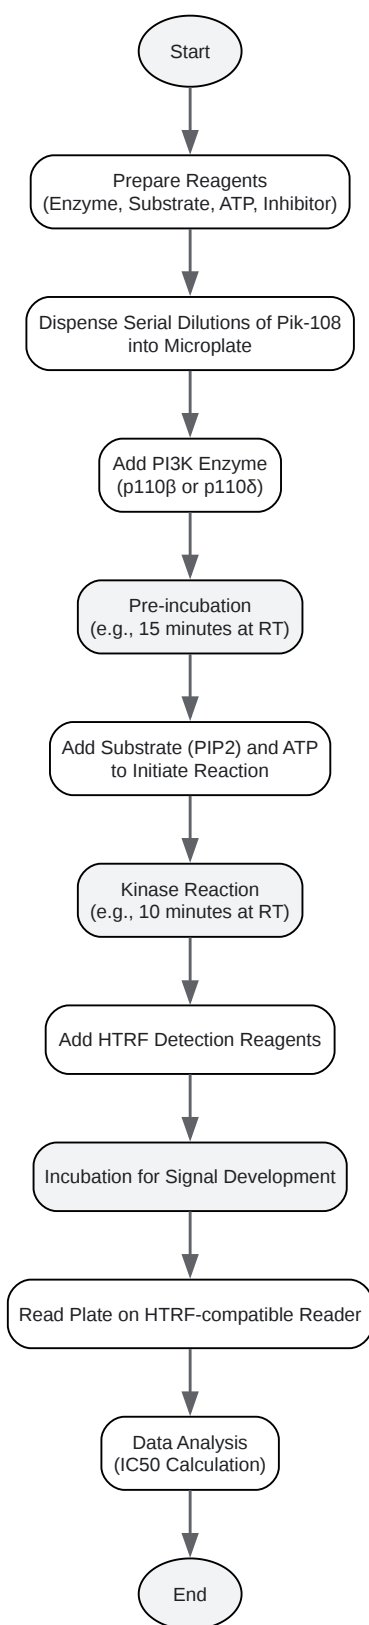 Start
Prepare Reagents
(Enzyme, Substrate, ATP, Inhibitor)
Dispense Serial Dilutions of Pik-108
into Microplate
Add PI3K Enzyme
(p110β or p110δ)
Pre-incubation
(e.g., 15 minutes at RT)
Add Substrate (PIP2) and ATP
to Initiate Reaction
Kinase Reaction
(e.g., 10 minutes at RT)
Add HTRF Detection Reagents
Incubation for Signal Development
Read Plate on HTRF-compatible Reader
Data Analysis
(IC50 Calculation)
End